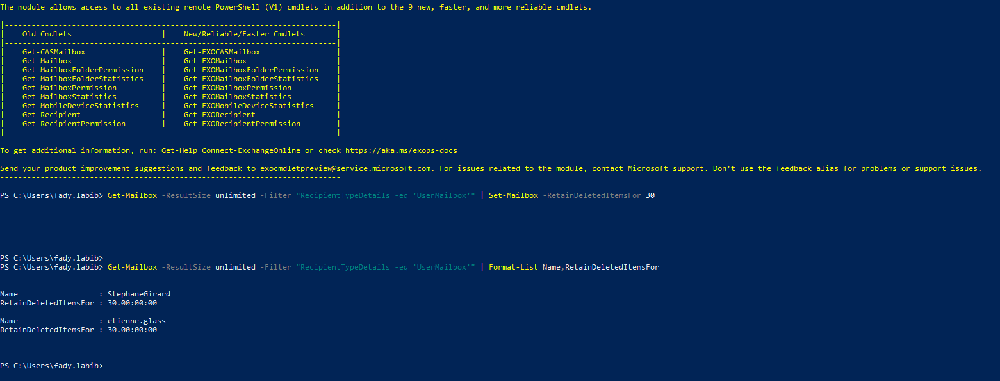 The module allows access to all existing remote PowerShell (V1) cmdlets in addition to the 9 new, faster, and more reliable cmdlets.
|--------------------------------------------------------------------------|
|    Old Cmdlets                    |    New/Reliable/Faster Cmdlets       |
|--------------------------------------------------------------------------|
|    Get-CASMailbox                 |    Get-EXOCASMailbox                 |
|    Get-Mailbox                    |    Get-EXOMailbox                    |
|    Get-MailboxFolderPermission    |    Get-EXOMailboxFolderPermission    |
|    Get-MailboxFolderStatistics    |    Get-EXOMailboxFolderStatistics    |
|    Get-MailboxPermission          |    Get-EXOMailboxPermission          |
|    Get-MailboxStatistics          |    Get-EXOMailboxStatistics          |
|    Get-MobileDeviceStatistics     |    Get-EXOMobileDeviceStatistics     |
|    Get-Recipient                  |    Get-EXORecipient                  |
|    Get-RecipientPermission        |    Get-EXORecipientPermission        |
|--------------------------------------------------------------------------|
To get additional information, run: Get-Help Connect-ExchangeOnline or check https://aka.ms/exops-docs
Send your product improvement suggestions and feedback to exocmdletpreview@service.microsoft.com. For issues related to the module, contact Microsoft support. Don't use the feedback alias for problems or support issues.
----------------------------------------------------------------------------
PS C:\Users\fady.labib> Get-Mailbox -ResultSize unlimited -Filter "RecipientTypeDetails -eq 'UserMailbox'" | Set-Mailbox -RetainDeletedItemsFor 30
PS C:\Users\fady.labib>
PS C:\Users\fady.labib> Get-Mailbox -ResultSize unlimited -Filter "RecipientTypeDetails -eq 'UserMailbox'" | Format-List Name,RetainDeletedItemsFor
Name                  : StephaneGirard
RetainDeletedItemsFor : 30.00:00:00
Name                  : etienne.glass
RetainDeletedItemsFor : 30.00:00:00
PS C:\Users\fady.labib>